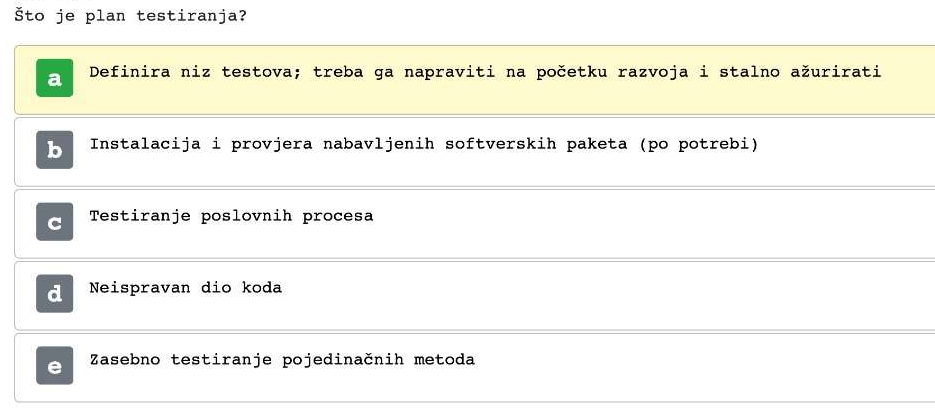 Što je plan testiranja?
a Definira niz testova; treba ga napraviti na početku razvoja i stalno ažurirati
b Instalacija i provjera nabavljenih softverskih paketa (po potrebi)
c Testiranje poslovnih procesa
d Neispravan dio koda
e Zasebno testiranje pojedinačnih metoda